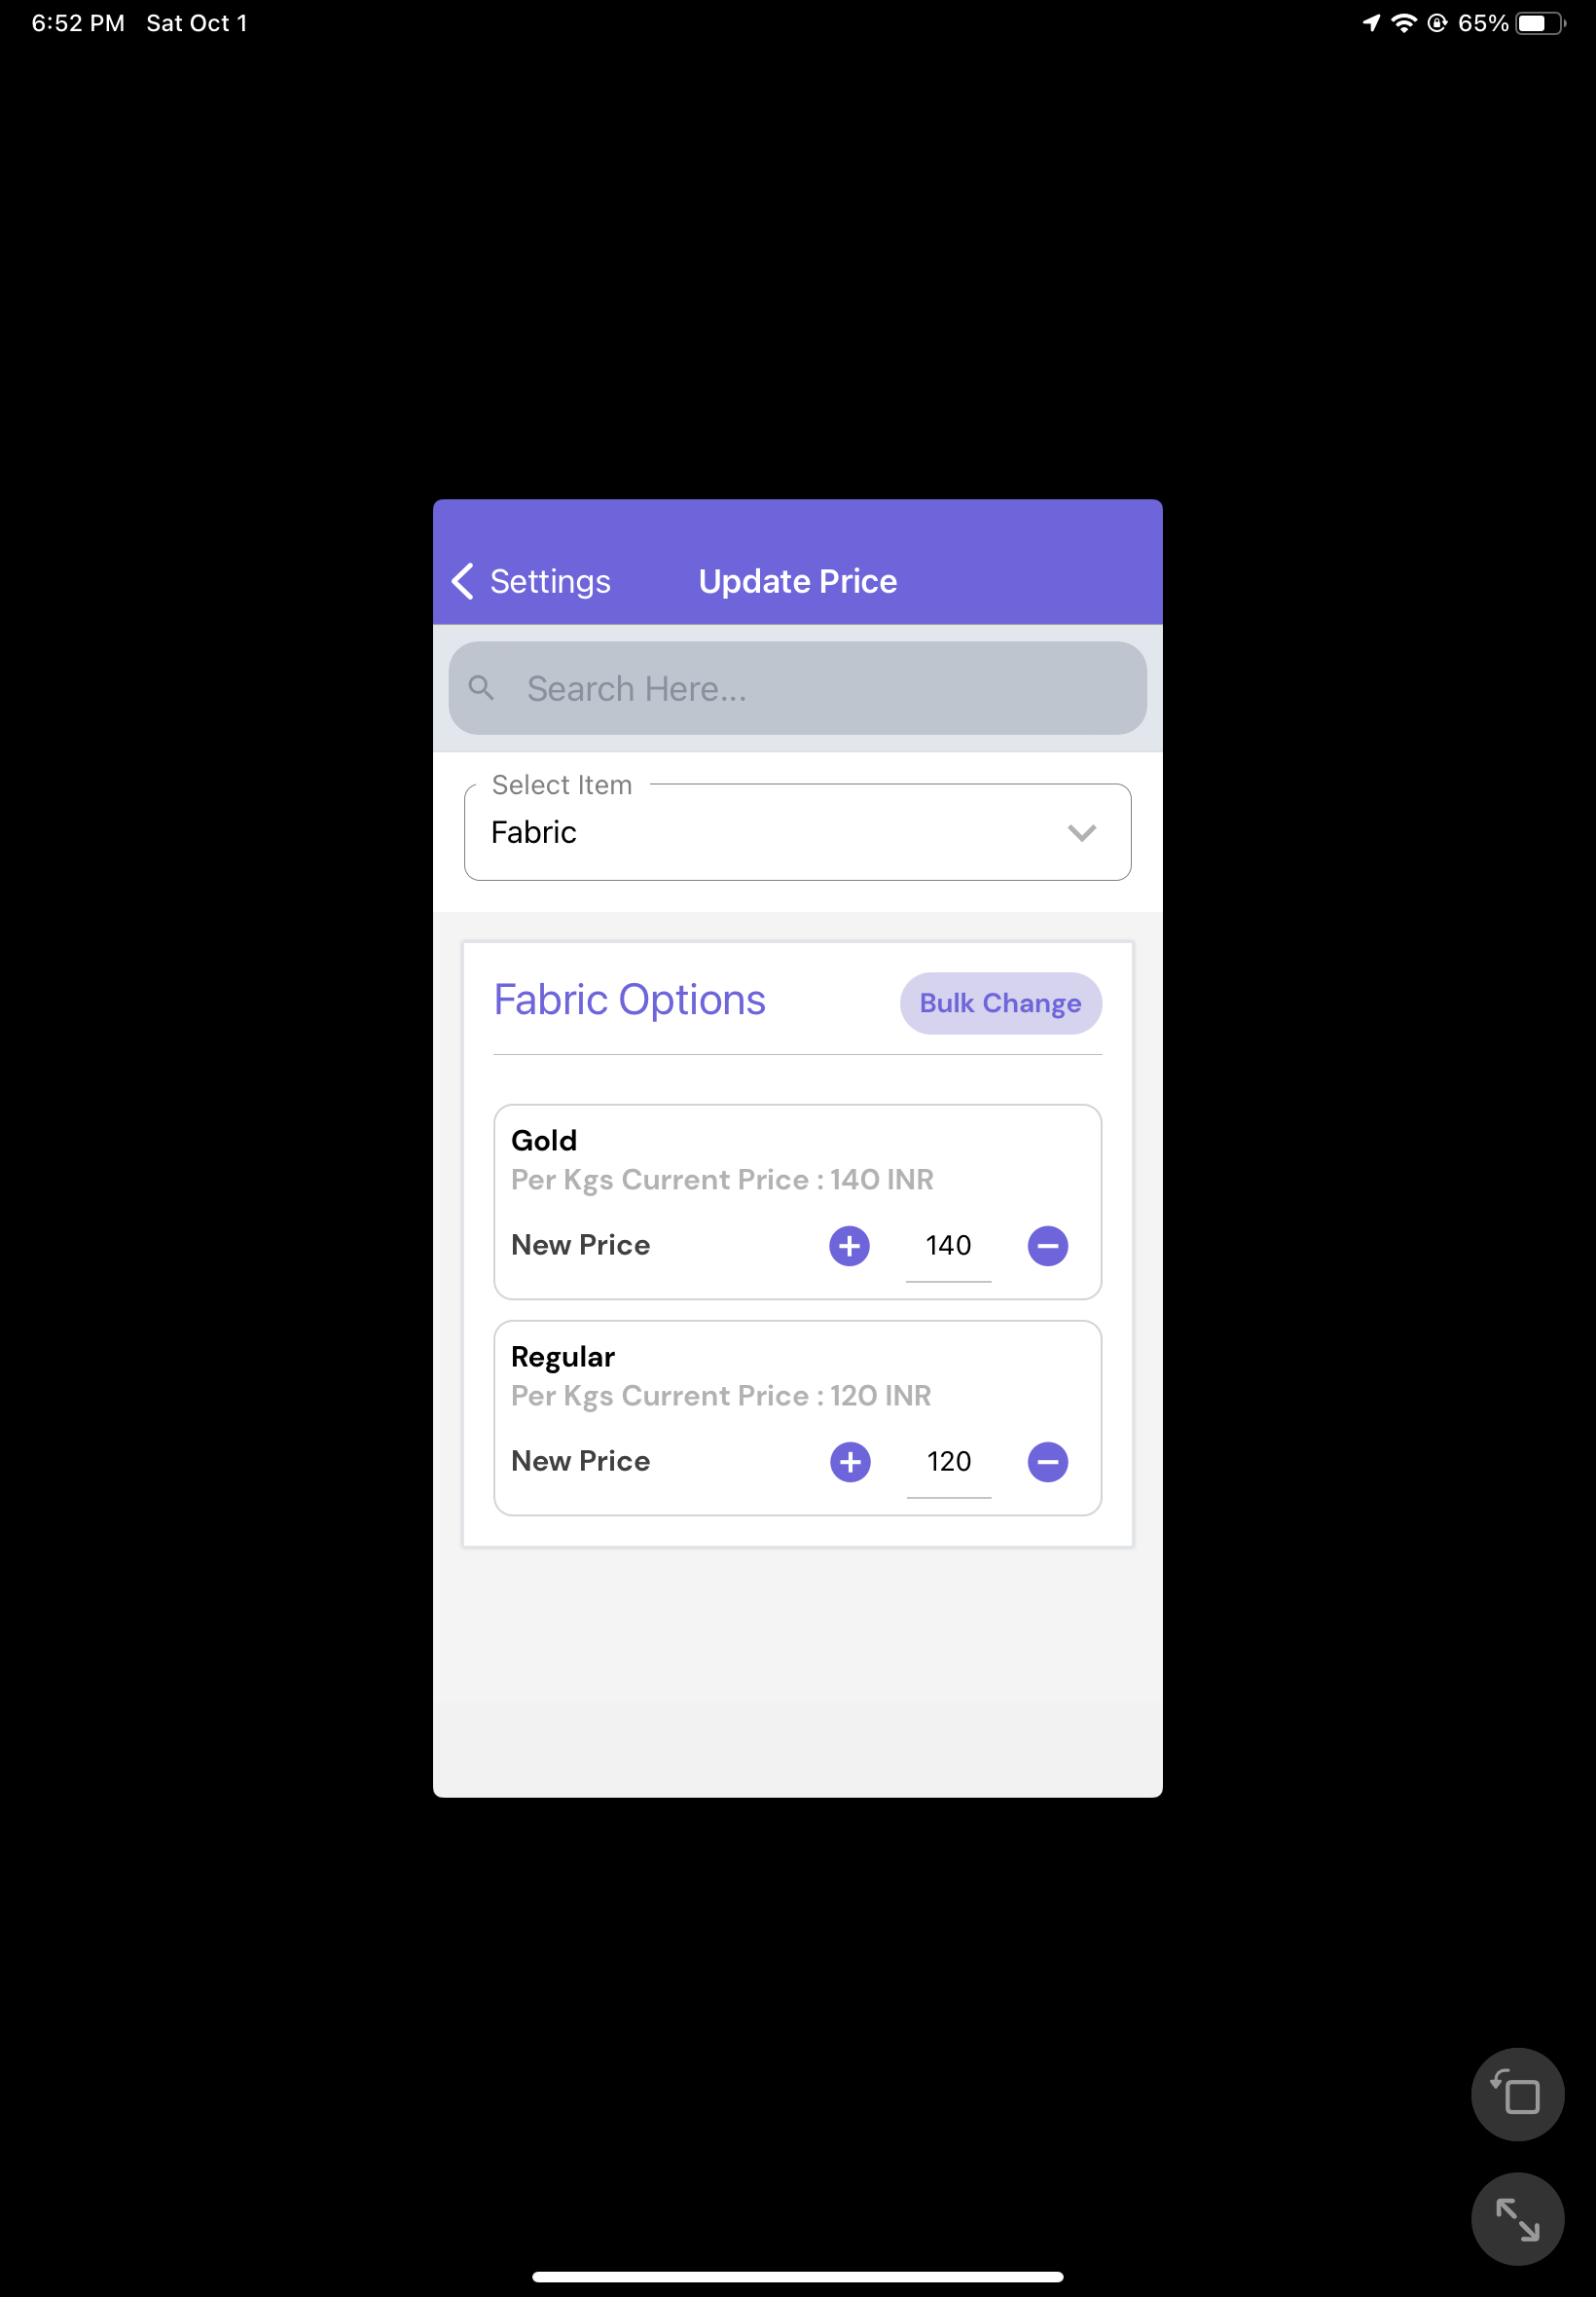 6:52 PM Sat Oct 1 65%
Settings Update Price
Search Here...
Select Item
Fabric
Fabric Options Bulk Change
Gold
Per Kgs Current Price : 140 INR
New Price 140
Regular
Per Kgs Current Price : 120 INR
New Price 120